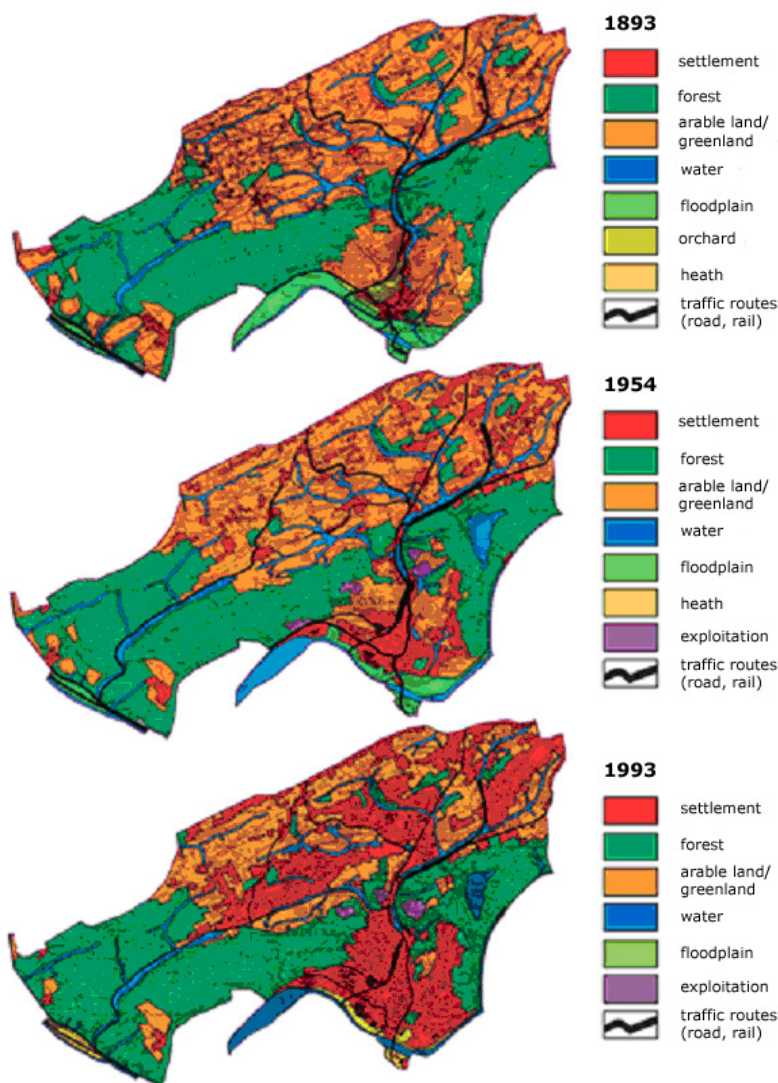 1893
settlement
forest
arable land/
greenland
water
floodplain
orchard
heath
traffic routes
(road, rail)
1954
settlement
forest
arable land/
greenland
water
floodplain
heath
exploitation
traffic routes
(road, rail)
1993
settlement
forest
arable land/
greenland
water
floodplain
exploitation
traffic routes
(road, rail)